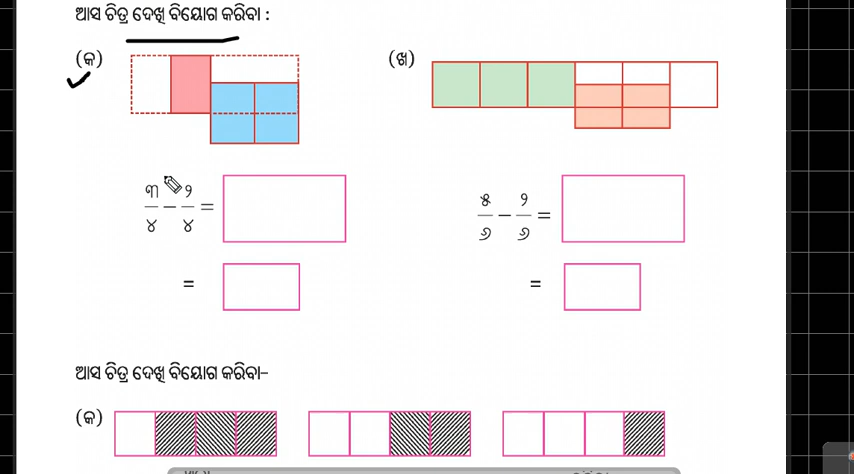 ଆସ ଚିତ୍ର ଦେଖି ବିୟୋଗ କରିବା :
(କ) (ଖ)
୩/୪ − ୨/୪ = ୫/୬ − ୨/୬ =
= =
ଆସ ଚିତ୍ର ଦେଖି ବିୟୋଗ କରିବା–
(କ)